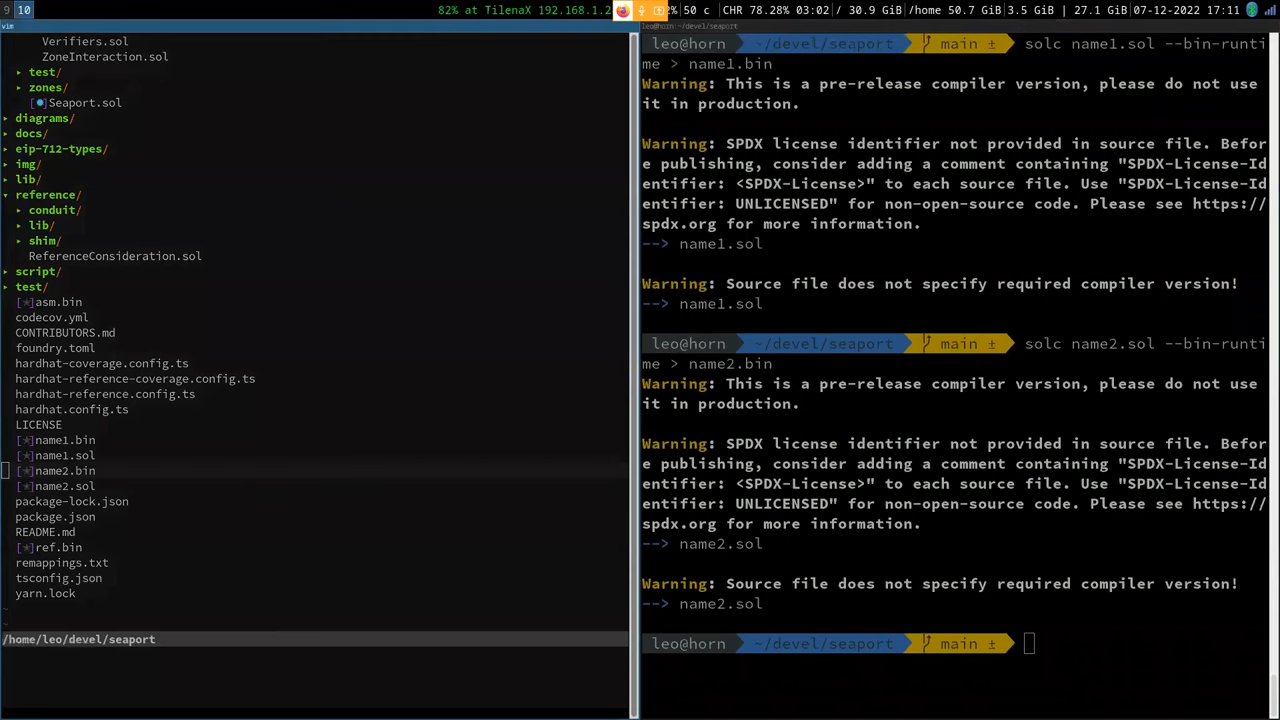 9 10 82% at TilenaX 192.168.1.2 % 50 c | CHR 78.28% 03:02 / 30.9 GiB | /home 50.7 GiB | 3.5 GiB | 27.1 GiB | 07-12-2022 17:11
vim
leo@horn ~/devel/seaport
Verifiers.sol
ZoneInteraction.sol
▸ test/
▾ zones/
[●]Seaport.sol
▸ diagrams/
▸ docs/
▸ eip-712-types/
▸ img/
▸ lib/
▾ reference/
▸ conduit/
▸ lib/
▸ shim/
ReferenceConsideration.sol
▸ script/
▸ test/
[★]asm.bin
codecov.yml
CONTRIBUTORS.md
foundry.toml
hardhat-coverage.config.ts
hardhat-reference-coverage.config.ts
hardhat-reference.config.ts
hardhat.config.ts
LICENSE
[★]name1.bin
[★]name1.sol
[★]name2.bin
[★]name2.sol
package-lock.json
package.json
README.md
[★]ref.bin
remappings.txt
tsconfig.json
yarn.lock
~
~
/home/leo/devel/seaport
leo@horn ~/devel/seaport main ± solc name1.sol --bin-runti
me > name1.bin
Warning: This is a pre-release compiler version, please do not use
it in production.
Warning: SPDX license identifier not provided in source file. Befor
e publishing, consider adding a comment containing "SPDX-License-Id
entifier: <SPDX-License>" to each source file. Use "SPDX-License-Id
entifier: UNLICENSED" for non-open-source code. Please see https://
spdx.org for more information.
--> name1.sol
Warning: Source file does not specify required compiler version!
--> name1.sol
leo@horn ~/devel/seaport main ± solc name2.sol --bin-runti
me > name2.bin
Warning: This is a pre-release compiler version, please do not use
it in production.
Warning: SPDX license identifier not provided in source file. Befor
e publishing, consider adding a comment containing "SPDX-License-Id
entifier: <SPDX-License>" to each source file. Use "SPDX-License-Id
entifier: UNLICENSED" for non-open-source code. Please see https://
spdx.org for more information.
--> name2.sol
Warning: Source file does not specify required compiler version!
--> name2.sol
leo@horn ~/devel/seaport main ±